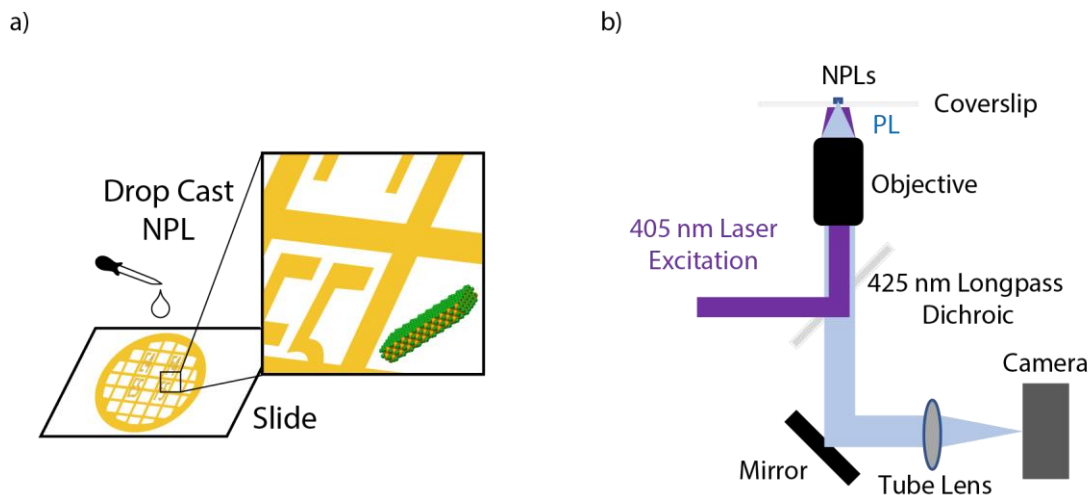 a)
Drop Cast
NPL
Slide
b)
NPLs
Coverslip
PL
Objective
405 nm Laser
Excitation
425 nm Longpass
Dichroic
Camera
Mirror
Tube Lens